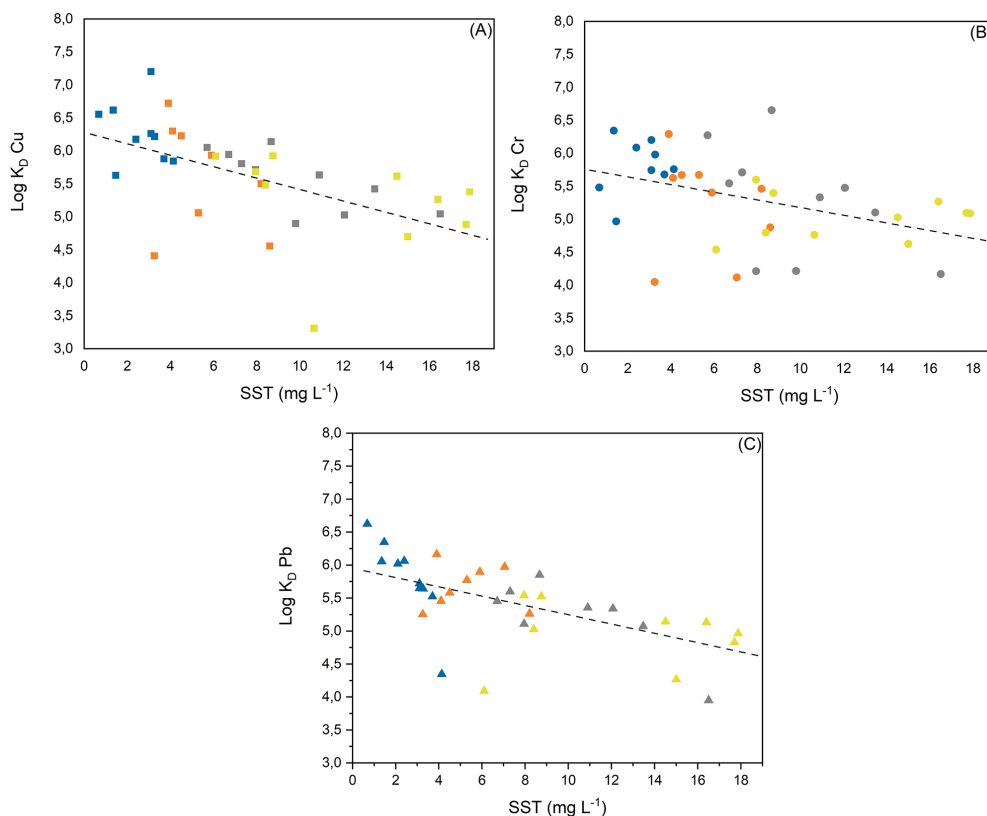 (A)
Log K_D Cu
8,0
7,5
7,0
6,5
6,0
5,5
5,0
4,5
4,0
3,5
3,0
0 2 4 6 8 10 12 14 16 18
SST (mg L⁻¹)
(B)
Log K_D Cr
8,0
7,5
7,0
6,5
6,0
5,5
5,0
4,5
4,0
3,5
3,0
0 2 4 6 8 10 12 14 16 18
SST (mg L⁻¹)
(C)
Log K_D Pb
8,0
7,5
7,0
6,5
6,0
5,5
5,0
4,5
4,0
3,5
3,0
0 2 4 6 8 10 12 14 16 18
SST (mg L⁻¹)